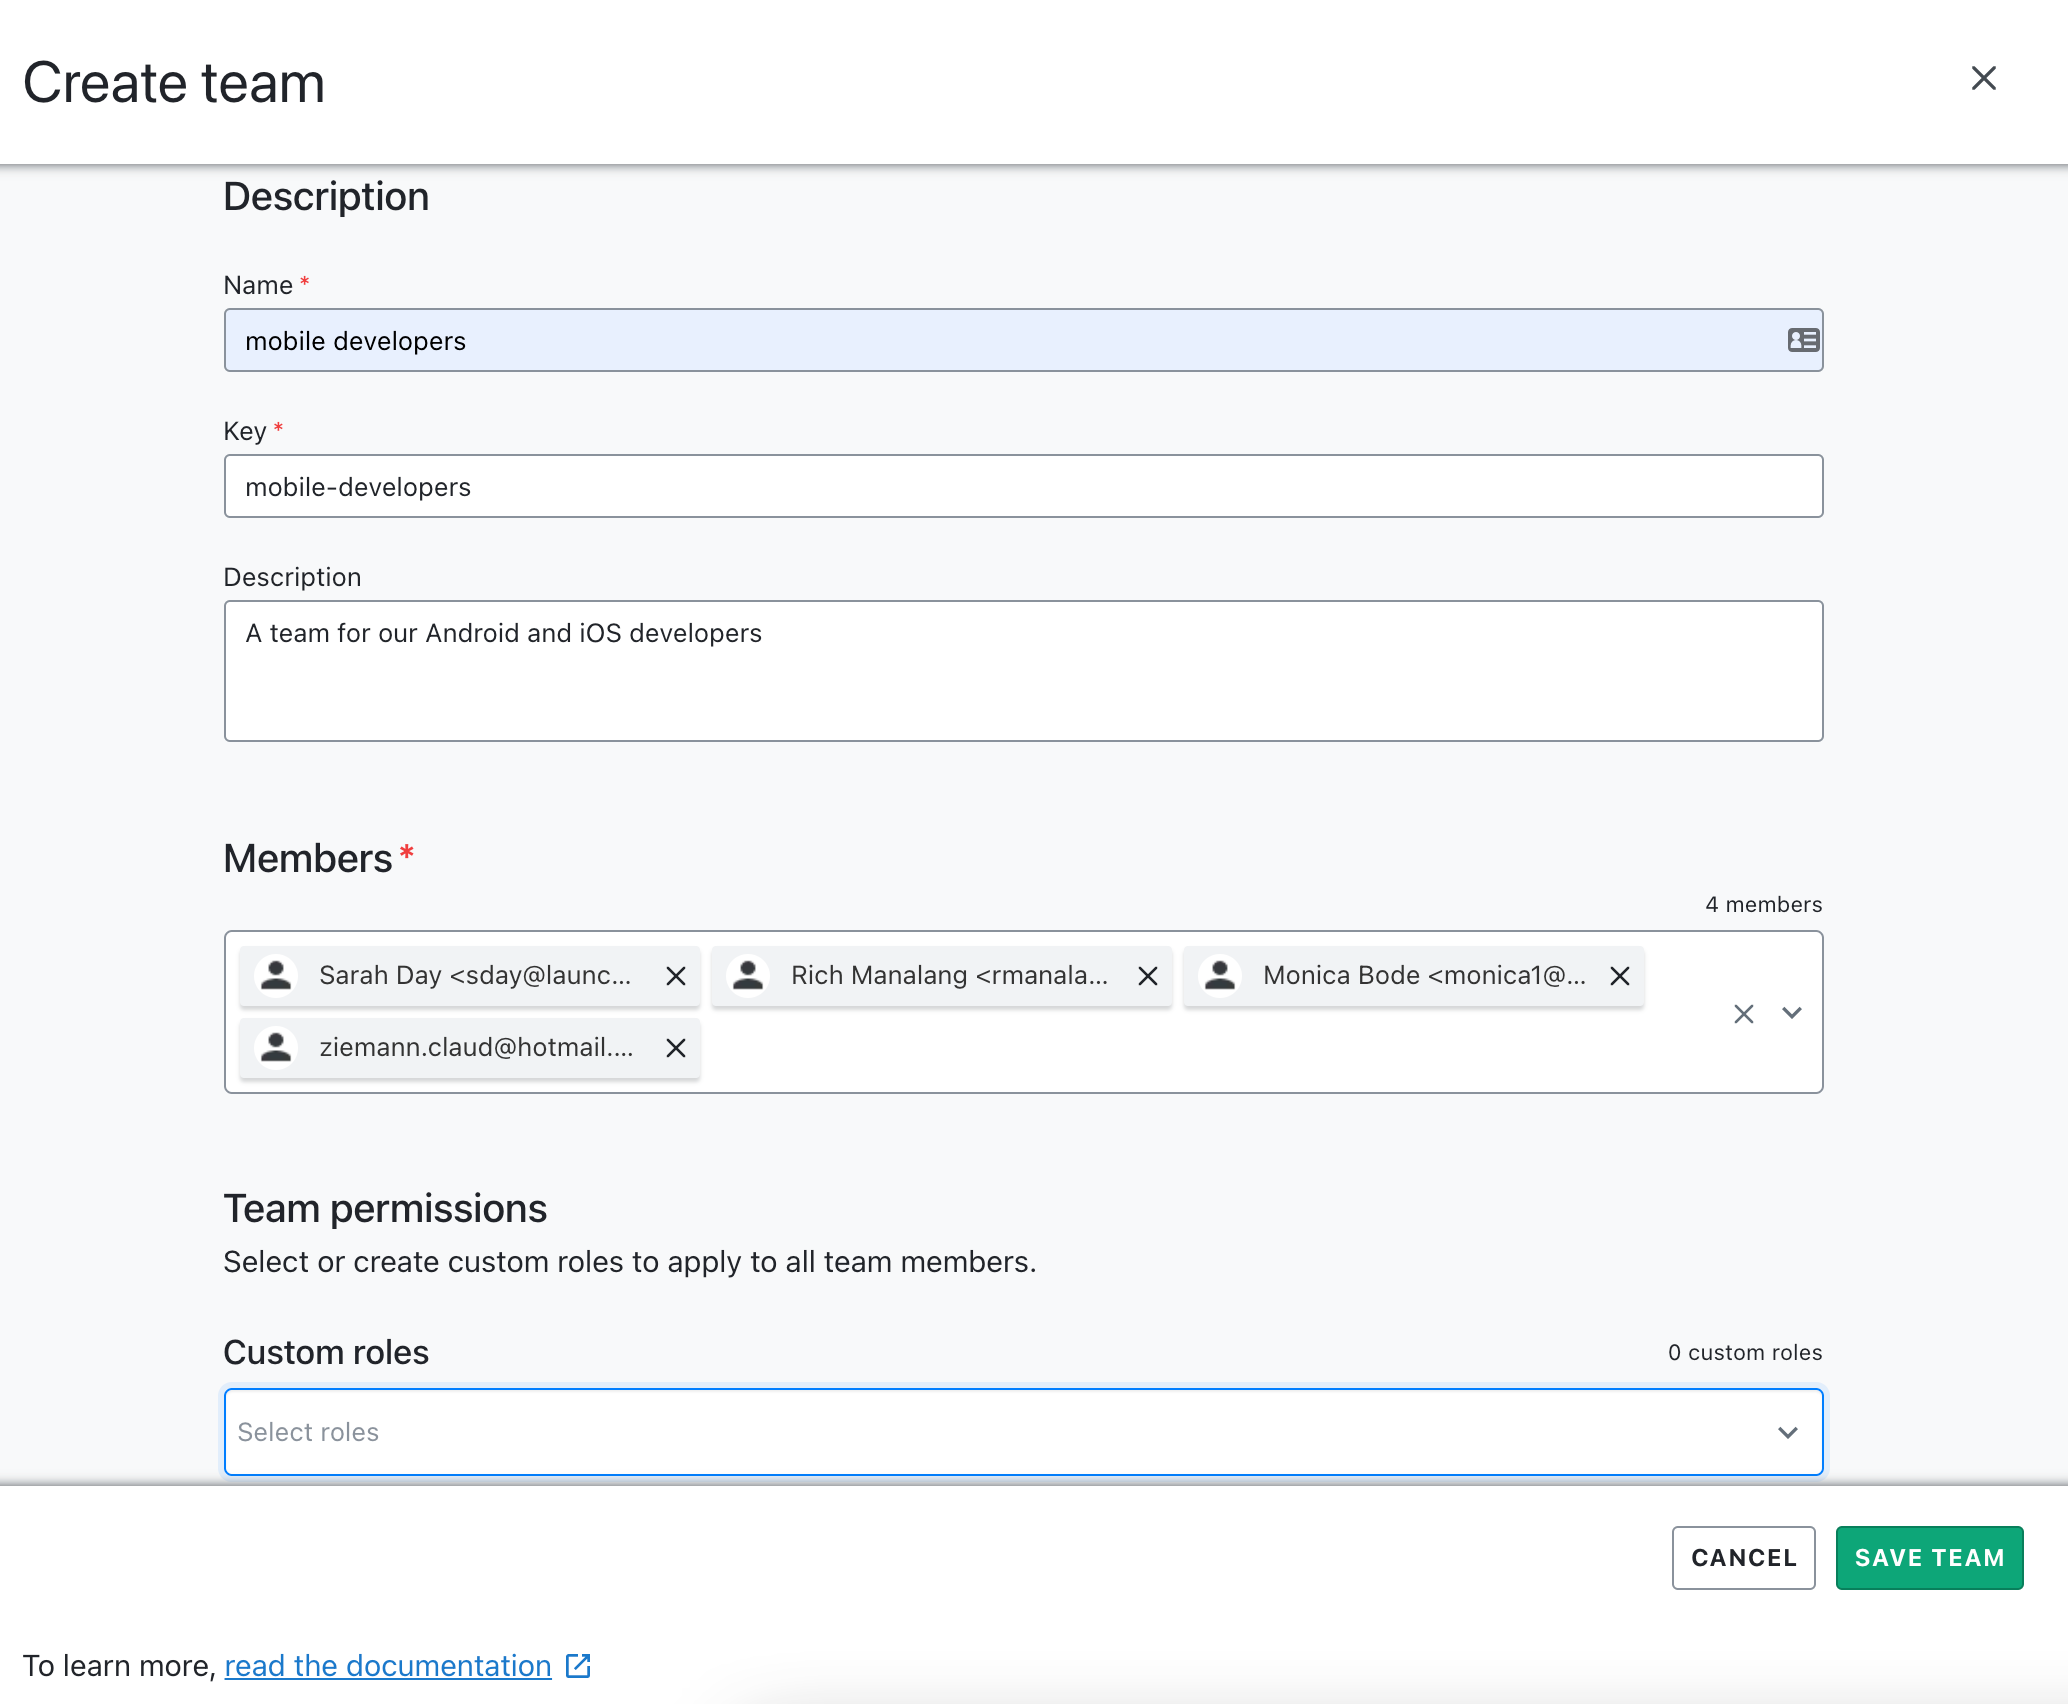 Create team
Description
Name *
mobile developers
Key *
mobile-developers
Description
A team for our Android and iOS developers
Members *
4 members
Sarah Day <sday@launc... Rich Manalang <rmanala... Monica Bode <monica1@...
ziemann.claud@hotmail....
Team permissions
Select or create custom roles to apply to all team members.
Custom roles 0 custom roles
Select roles
CANCEL SAVE TEAM
To learn more, read the documentation